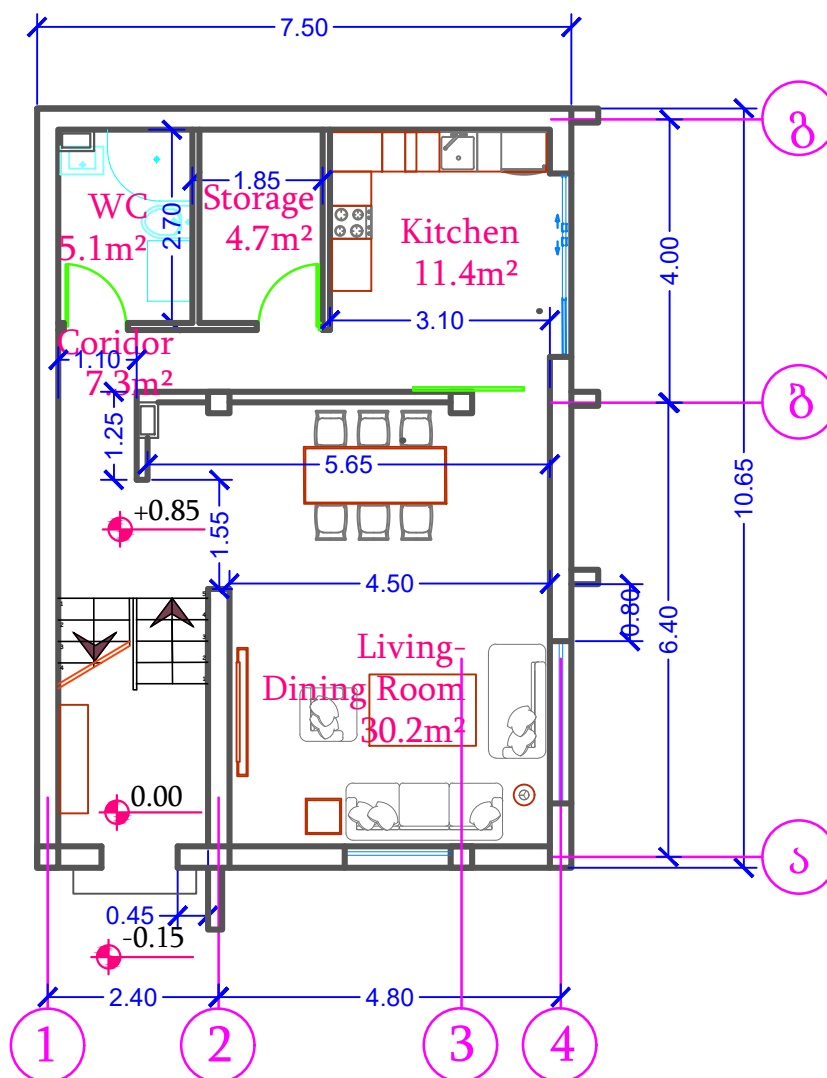 7.50
გ
1.85
WC
Storage
5.1m²
2.70
4.7m²
Kitchen
11.4m²
4.00
3.10
Coridor
1.10
7.3m²
ბ
1.25
5.65
10.65
+0.85
1.55
4.50
0.80
6.40
Living-
Dining Room
30.2m²
0.00
ა
0.45
-0.15
2.40
4.80
1
2
3
4